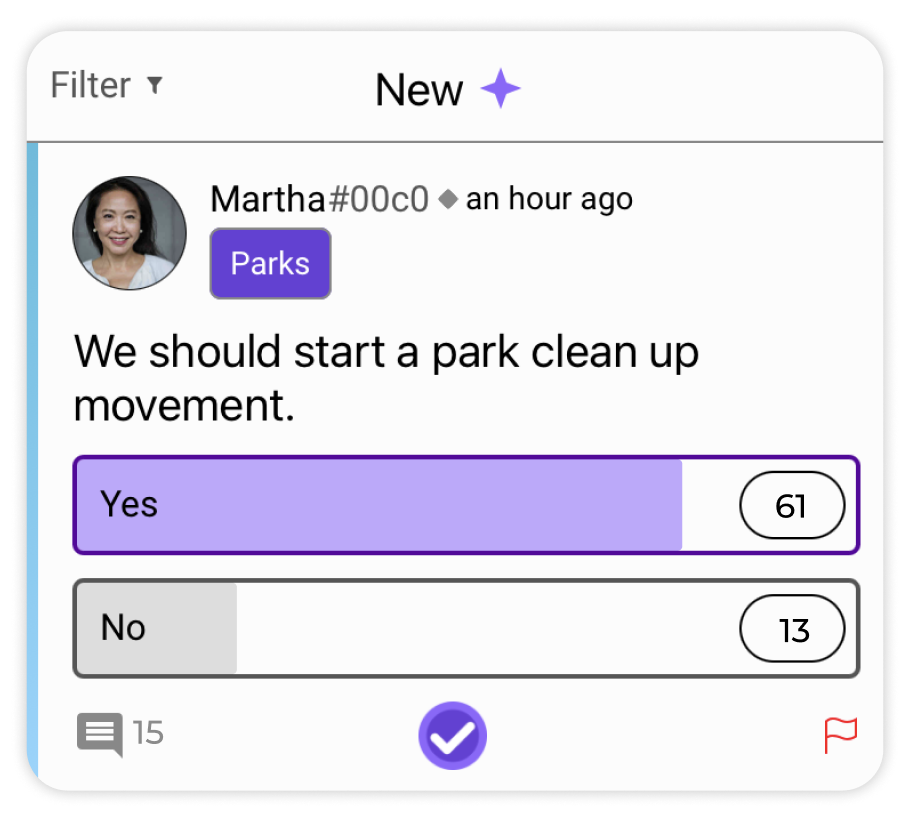 Filter
New
Martha#00c0 ◆ an hour ago
Parks
We should start a park clean up
movement.
Yes 61
No 13
15